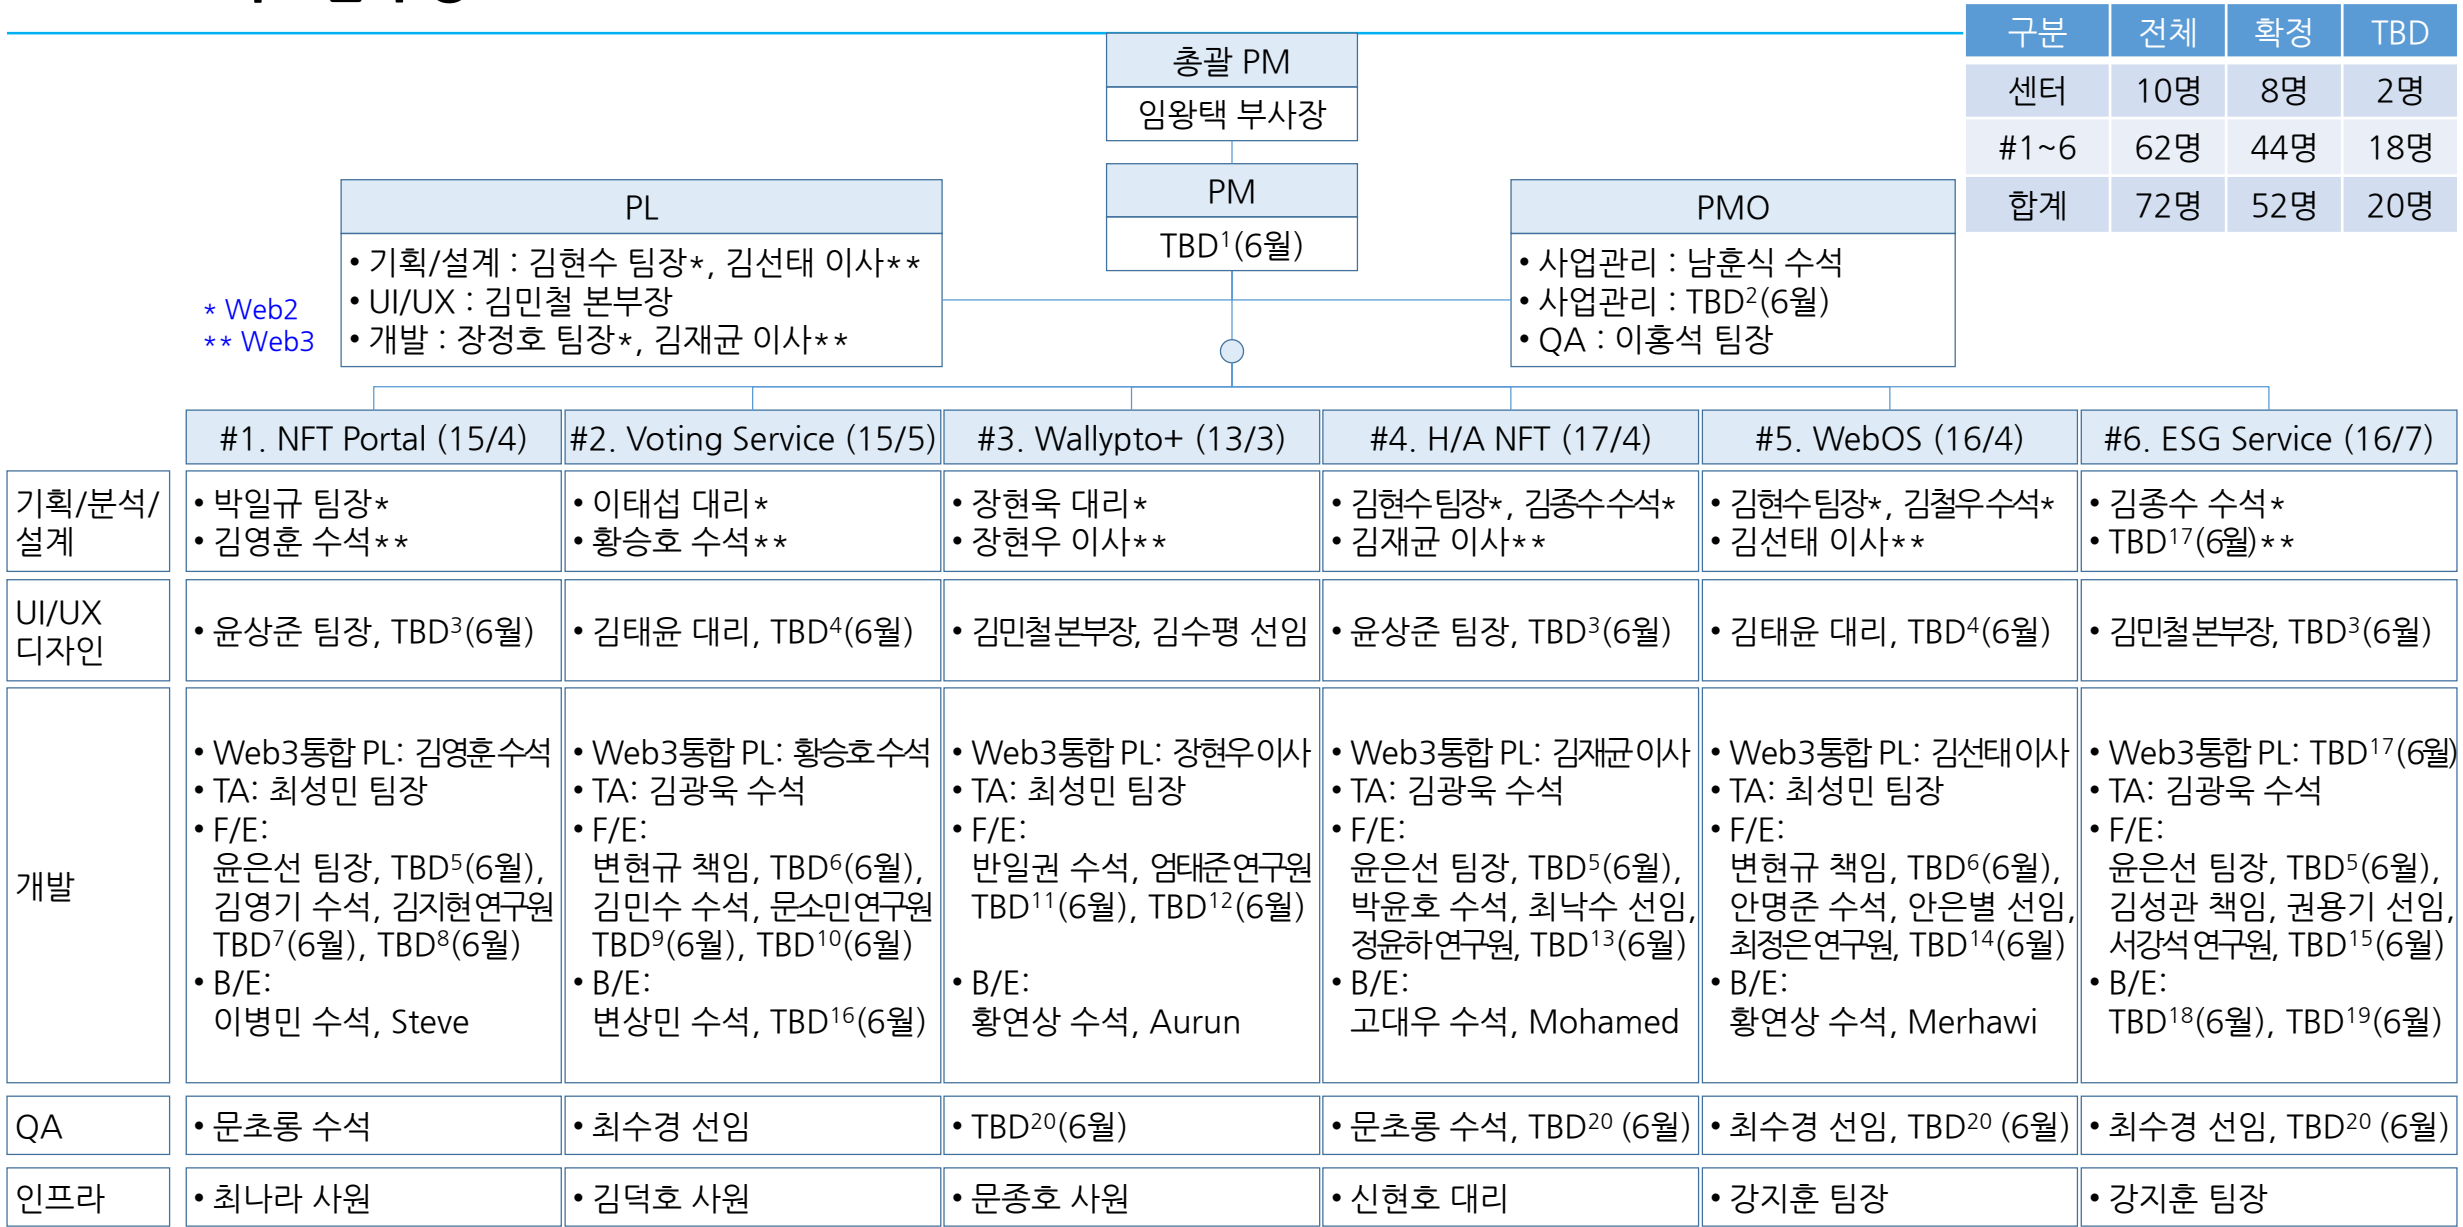 구분 전체 확정 TBD
센터 10명 8명 2명
#1~6 62명 44명 18명
합계 72명 52명 20명
총괄 PM
임왕택 부사장
PM
TBD1(6월)
PL
• 기획/설계 : 김현수 팀장*, 김선태 이사**
• UI/UX : 김민철 본부장
• 개발 : 장정호 팀장*, 김재균 이사**
* Web2
** Web3
PMO
• 사업관리 : 남훈식 수석
• 사업관리 : TBD2(6월)
• QA : 이홍석 팀장
#1. NFT Portal (15/4) #2. Voting Service (15/5) #3. Wallypto+ (13/3) #4. H/A NFT (17/4) #5. WebOS (16/4) #6. ESG Service (16/7)
기획/분석/
설계
• 박일규 팀장*
• 김영훈 수석**
• 이태섭 대리*
• 황승호 수석**
• 장현욱 대리*
• 장현우 이사**
• 김현수팀장*, 김종수수석*
• 김재균 이사**
• 김현수팀장*, 김철우수석*
• 김선태 이사**
• 김종수 수석*
• TBD17(6월)**
UI/UX
디자인
• 윤상준 팀장, TBD3(6월)
• 김태윤 대리, TBD4(6월)
• 김민철본부장, 김수평 선임
• 윤상준 팀장, TBD3(6월)
• 김태윤 대리, TBD4(6월)
• 김민철본부장, TBD3(6월)
개발
• Web3통합 PL: 김영훈수석
• TA: 최성민 팀장
• F/E:
윤은선 팀장, TBD5(6월),
김영기 수석, 김지현연구원
TBD7(6월), TBD8(6월)
• B/E:
이병민 수석, Steve
• Web3통합 PL: 황승호수석
• TA: 김광욱 수석
• F/E:
변현규 책임, TBD6(6월),
김민수 수석, 문소민연구원
TBD9(6월), TBD10(6월)
• B/E:
변상민 수석, TBD16(6월)
• Web3통합 PL: 장현우이사
• TA: 최성민 팀장
• F/E:
반일권 수석, 엄태준연구원
TBD11(6월), TBD12(6월)
• B/E:
황연상 수석, Aurun
• Web3통합 PL: 김재균이사
• TA: 김광욱 수석
• F/E:
윤은선 팀장, TBD5(6월),
박윤호 수석, 최낙수 선임,
정윤하연구원, TBD13(6월)
• B/E:
고대우 수석, Mohamed
• Web3통합 PL: 김선태이사
• TA: 최성민 팀장
• F/E:
변현규 책임, TBD6(6월),
안명준 수석, 안은별 선임,
최정은연구원, TBD14(6월)
• B/E:
황연상 수석, Merhawi
• Web3통합 PL: TBD17(6월)
• TA: 김광욱 수석
• F/E:
윤은선 팀장, TBD5(6월),
김성관 책임, 권용기 선임,
서강석연구원, TBD15(6월)
• B/E:
TBD18(6월), TBD19(6월)
QA
• 문초롱 수석
• 최수경 선임
• TBD20(6월)
• 문초롱 수석, TBD20 (6월)
• 최수경 선임, TBD20 (6월)
• 최수경 선임, TBD20 (6월)
인프라
• 최나라 사원
• 김덕호 사원
• 문종호 사원
• 신현호 대리
• 강지훈 팀장
• 강지훈 팀장